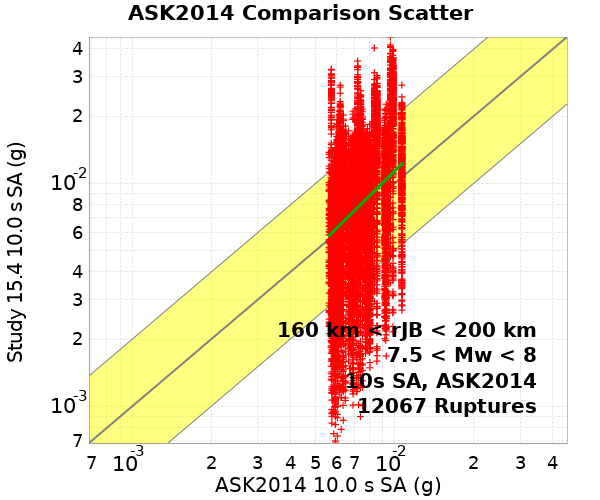 ASK2014 Comparison Scatter
Study 15.4 10.0 s SA (g)
4
3
2
10-2
8
6
4
3
2
10-3
7
160 km < rJB < 200 km
7.5 < Mw < 8
10s SA, ASK2014
12067 Ruptures
7 10-3 2 3 4 5 6 7 10-2 2 3 4
ASK2014 10.0 s SA (g)